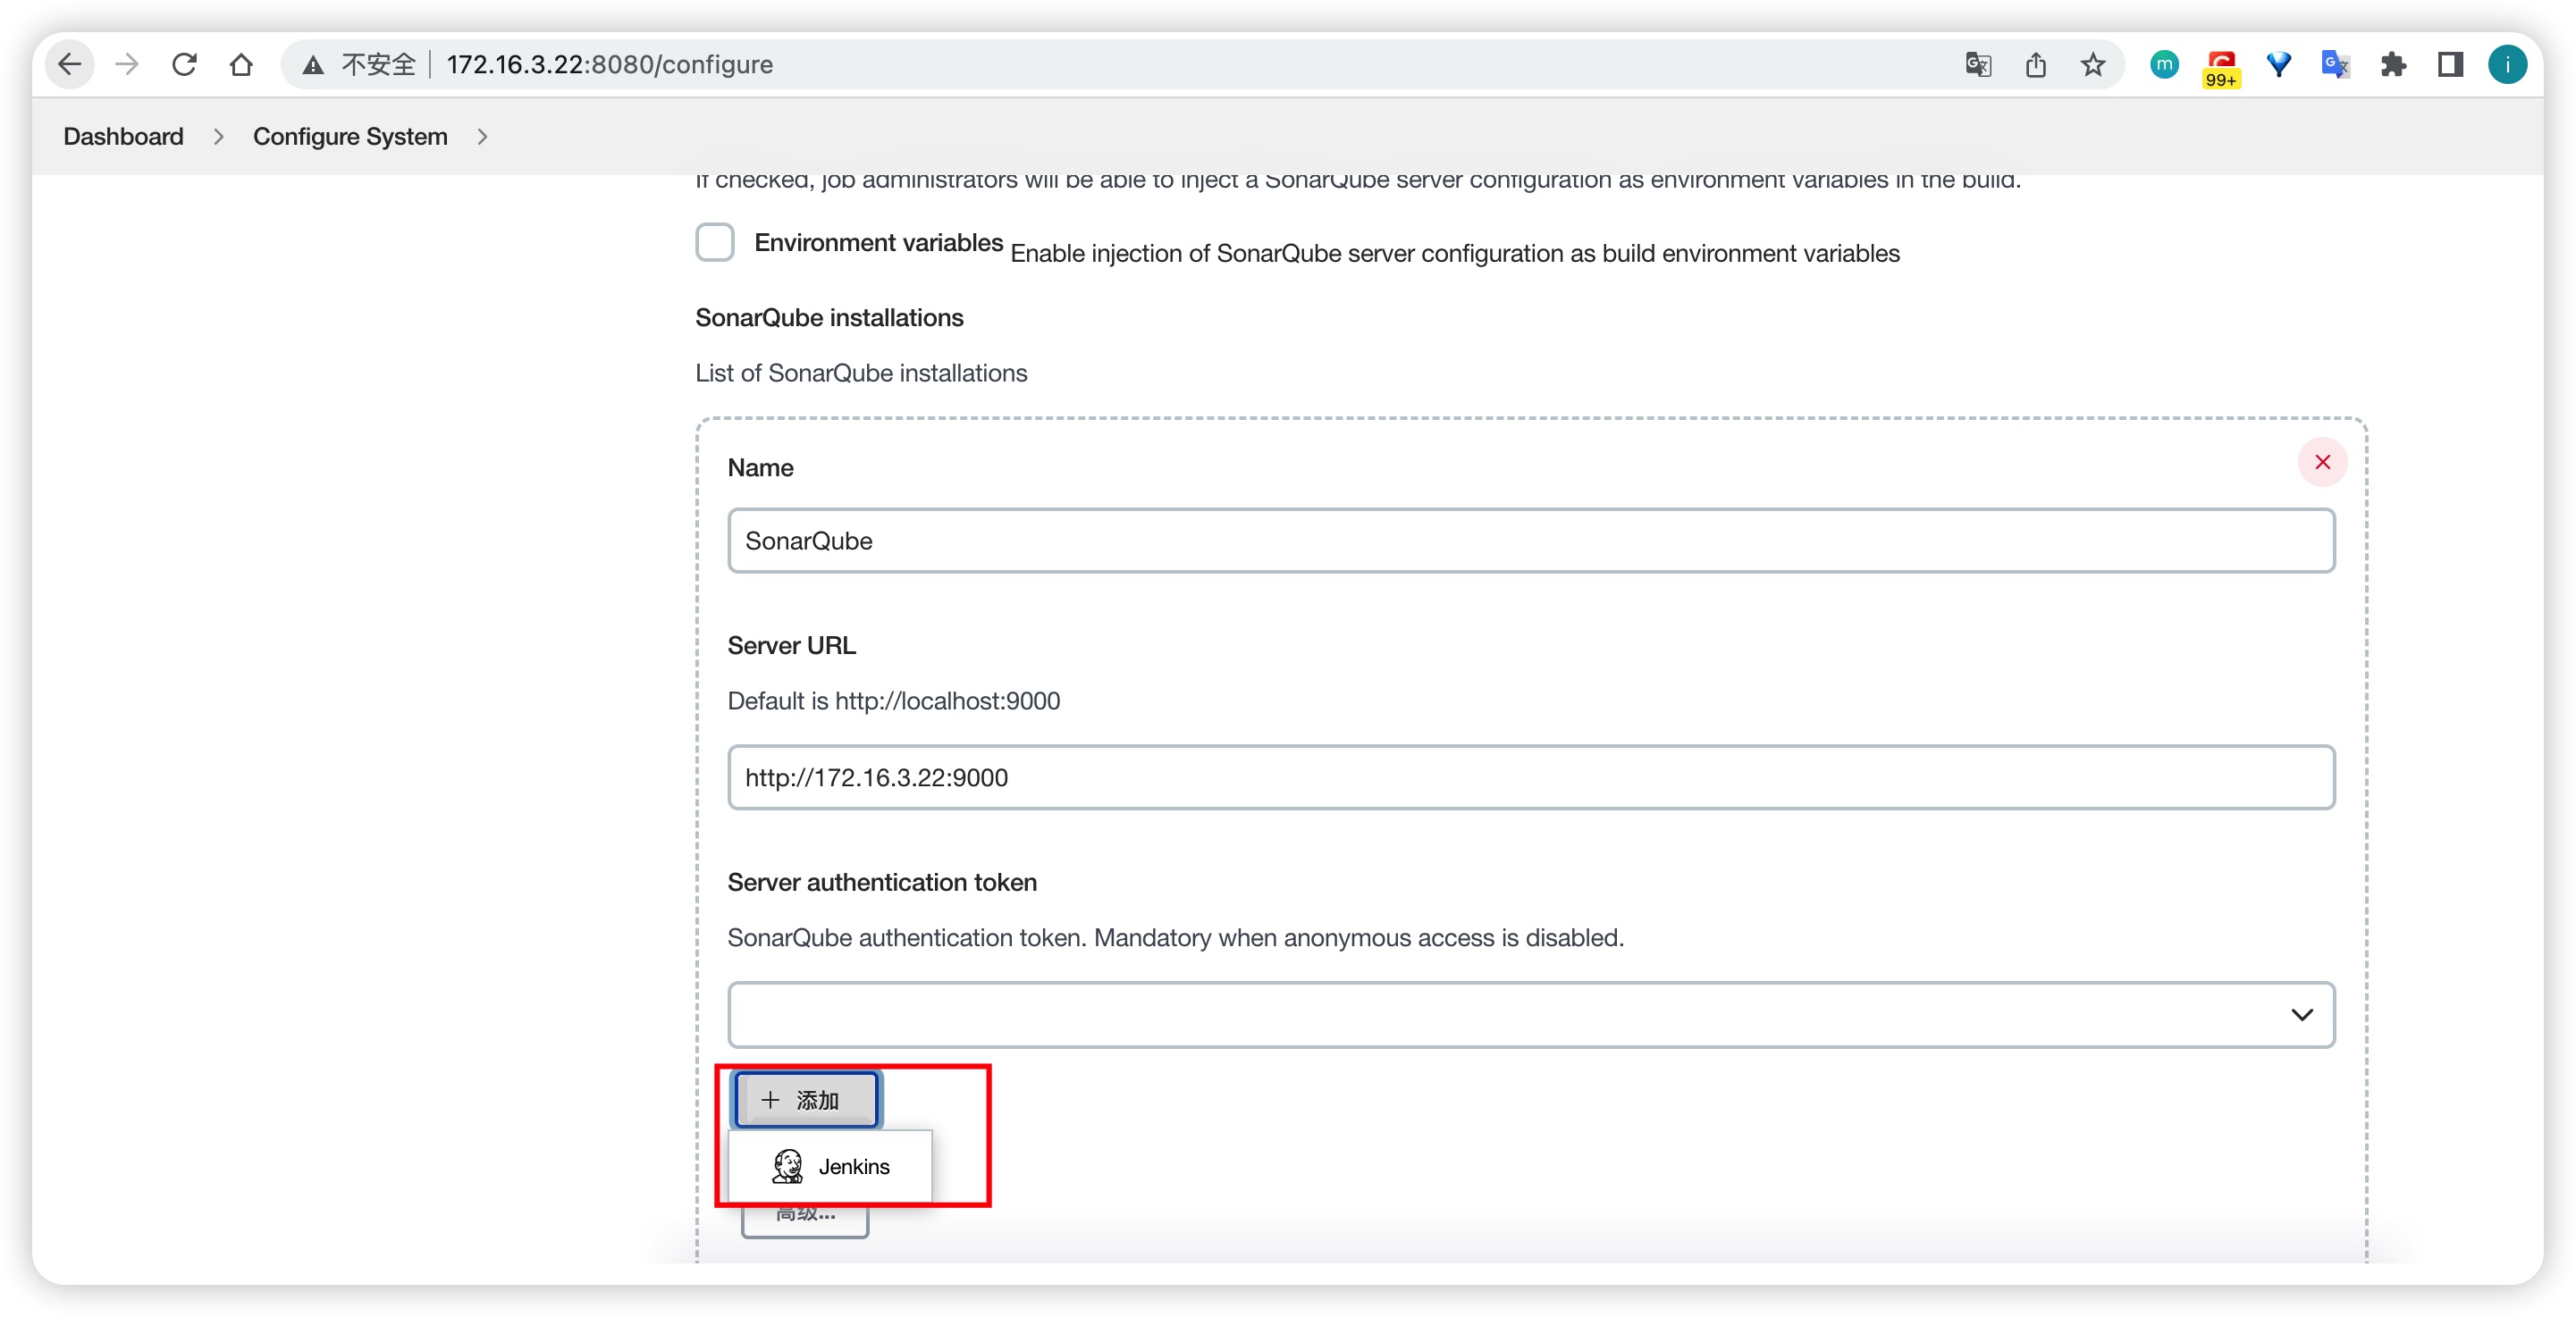 不安全 172.16.3.22:8080/configure
m
99+
i
Dashboard Configure System
If checked, job administrators will be able to inject a SonarQube server configuration as environment variables in the build.
Environment variables Enable injection of SonarQube server configuration as build environment variables
SonarQube installations
List of SonarQube installations
Name
SonarQube
Server URL
Default is http://localhost:9000
http://172.16.3.22:9000
Server authentication token
SonarQube authentication token. Mandatory when anonymous access is disabled.
添加
Jenkins
高级...